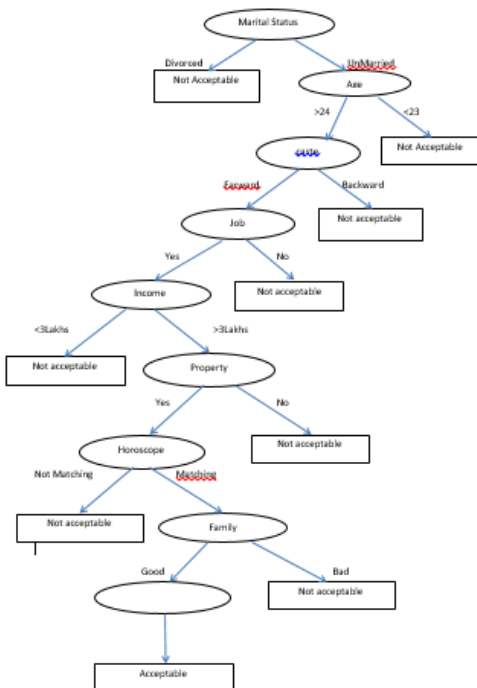 Marital Status
Divorced
UnMarried
Not Acceptable
Age
>24
<23
caste
Not Acceptable
Farward
Backward
Job
Not acceptable
Yes
No
Income
Not acceptable
<3Lakhs
>3Lakhs
Not acceptable
Property
Yes
No
Horoscope
Not acceptable
Not Matching
Matching
Not acceptable
Family
Good
Bad
Not acceptable
Acceptable